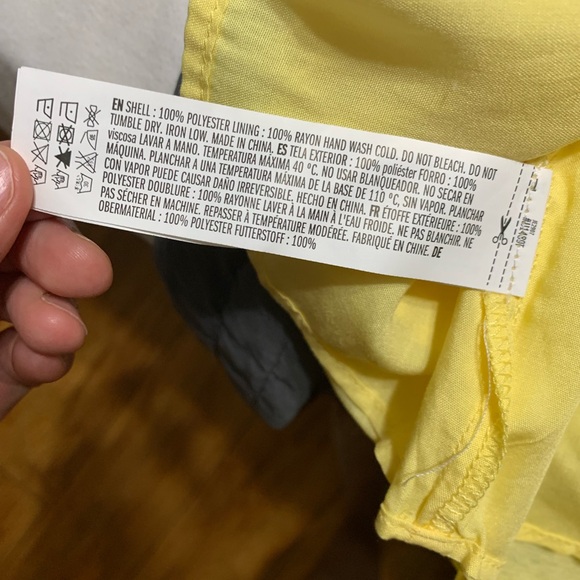 EN SHELL : 100% POLYESTER LINING : 100% RAYON HAND WASH COLD. DO NOT BLEACH. DO NOT
TUMBLE DRY. IRON LOW. MADE IN CHINA. ES TELA EXTERIOR : 100% poliéster FORRO : 100%
viscosa LAVAR A MANO. TEMPERATURA MÁXIMA 40 ºC. NO USAR BLANQUEADOR. NO SECAR EN
MÁQUINA. PLANCHAR A UNA TEMPERATURA MÁXIMA DE LA BASE DE 110 °C, SIN VAPOR. PLANCHAR
CON VAPOR PUEDE CAUSAR DAÑO IRREVERSIBLE. HECHO EN CHINA. FR ÉTOFFE EXTÉRIEURE : 100%
POLYESTER DOUBLURE : 100% RAYONNE LAVER À LA MAIN À L'EAU FROIDE. NE PAS BLANCHIR. NE
PAS SÉCHER EN MACHINE. REPASSER À TEMPÉRATURE MODÉRÉE. FABRIQUÉ EN CHINE. DE
OBERMATERIAL : 100% POLYESTER FUTTERSTOFF : 100%